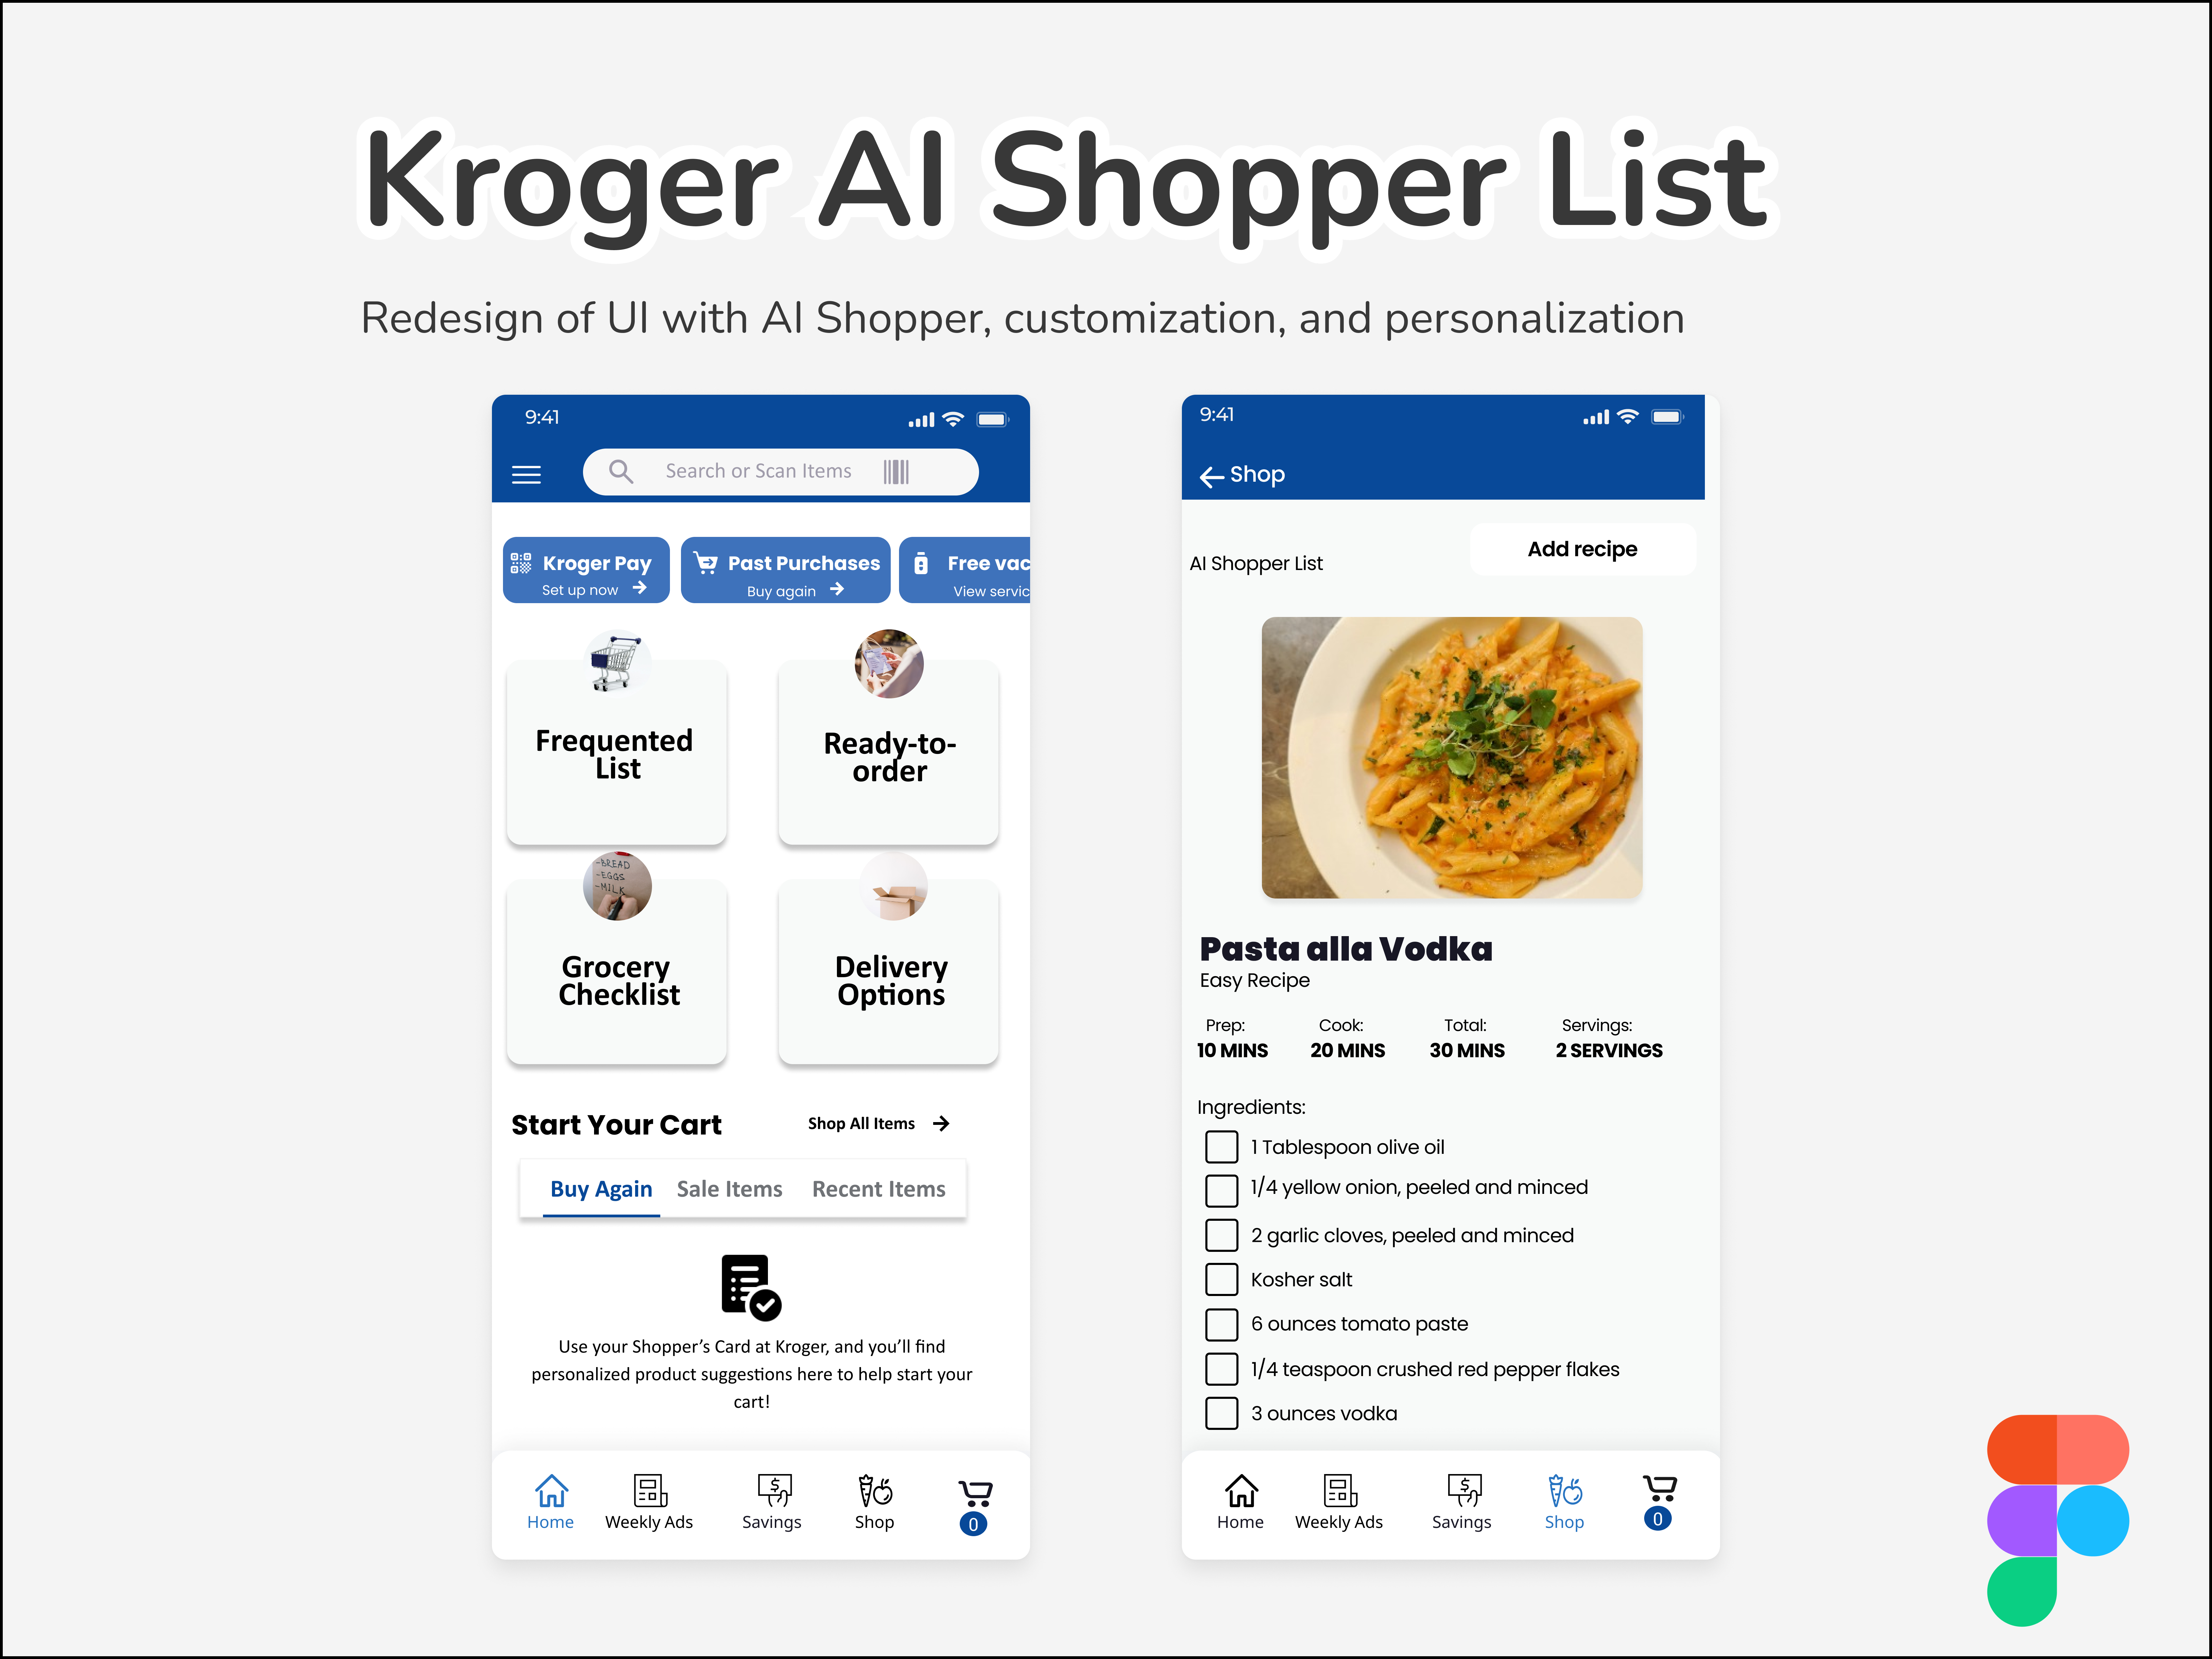 Kroger AI Shopper List
Redesign of UI with AI Shopper, customization, and personalization
9:41
Search or Scan Items
Kroger Pay
Set up now
Past Purchases
Buy again
Free vac
View servic
Frequented
List
Ready-to-
order
-BREAD
-EGGS
-MILK
Grocery
Checklist
Delivery
Options
Start Your Cart
Shop All Items
Buy Again
Sale Items
Recent Items
Use your Shopper’s Card at Kroger, and you’ll find
personalized product suggestions here to help start your
cart!
Home
Weekly Ads
Savings
Shop
0
9:41
Shop
AI Shopper List
Add recipe
Pasta alla Vodka
Easy Recipe
Prep:
10 MINS
Cook:
20 MINS
Total:
30 MINS
Servings:
2 SERVINGS
Ingredients:
1 Tablespoon olive oil
1/4 yellow onion, peeled and minced
2 garlic cloves, peeled and minced
Kosher salt
6 ounces tomato paste
1/4 teaspoon crushed red pepper flakes
3 ounces vodka
Home
Weekly Ads
Savings
Shop
0